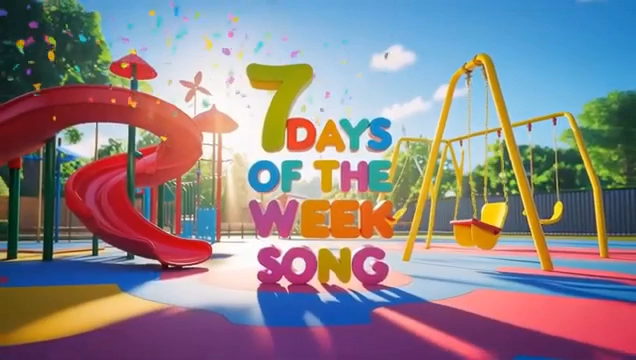 7 DAYS
OF THE
WEEK
SONG